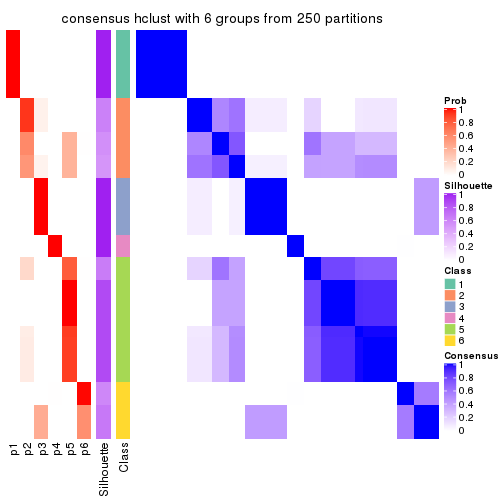 consensus hclust with 6 groups from 250 partitions
Prob
1
0.8
0.6
0.4
0.2
0
Silhouette
1
0.8
0.6
0.4
0.2
0
Class
1
2
3
4
5
6
Consensus
1
0.8
0.6
0.4
0.2
0
p1
p2
p3
p4
p5
p6
Silhouette
Class